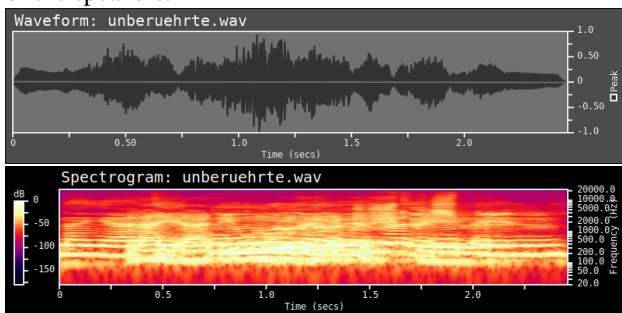 Waveform: unberuehrte.wav
1.0
0.50
0
-0.50
-1.0
Peak
0 0.50 1.0 1.5 2.0
Time (secs)
Spectrogram: unberuehrte.wav
dB
0
-50
-100
-150
20000.0
10000.0
5000.0
2000.0
1000.0
500.0
200.0
100.0
50.0
20.0
Frequency (Hz)
0 0.5 1.0 1.5 2.0
Time (secs)